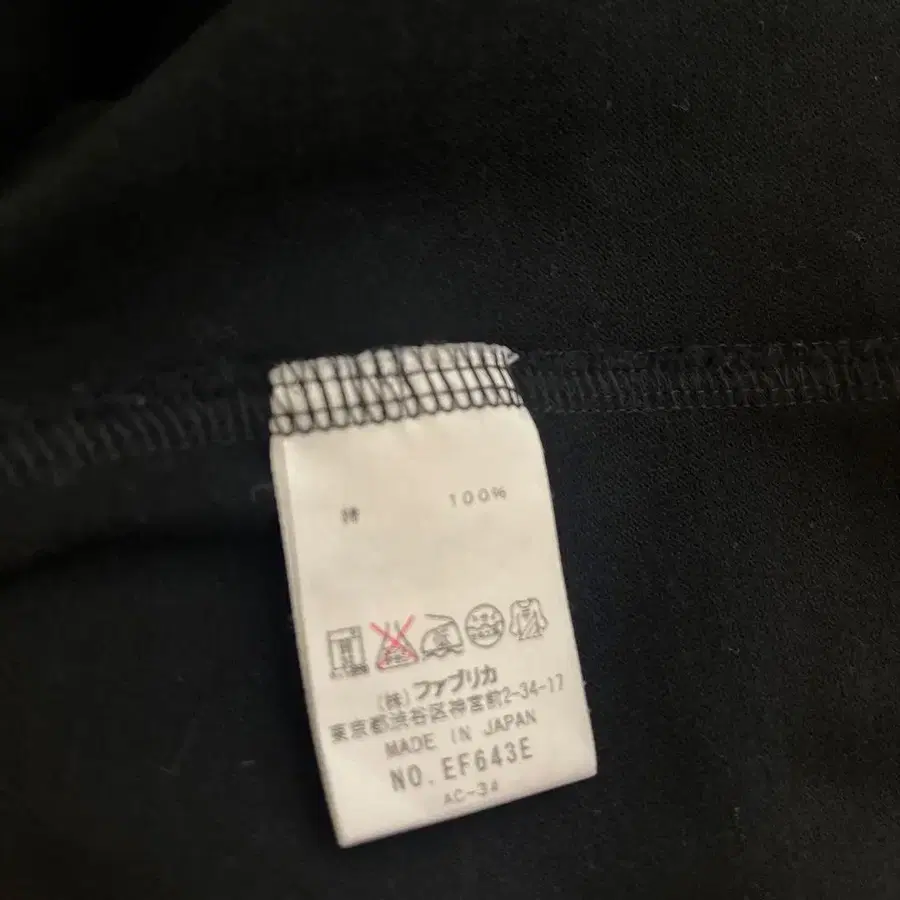 綿 100%
(株)ファブリカ
東京都渋谷区神宮前2-34-17
MADE IN JAPAN
NO.EF643E
AC-34